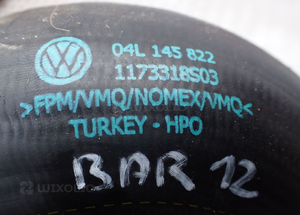 04L 145 822
1173318S03
>FPM/VMQ/NOMEX/VMQ<
TURKEY · HPO
BAR 12